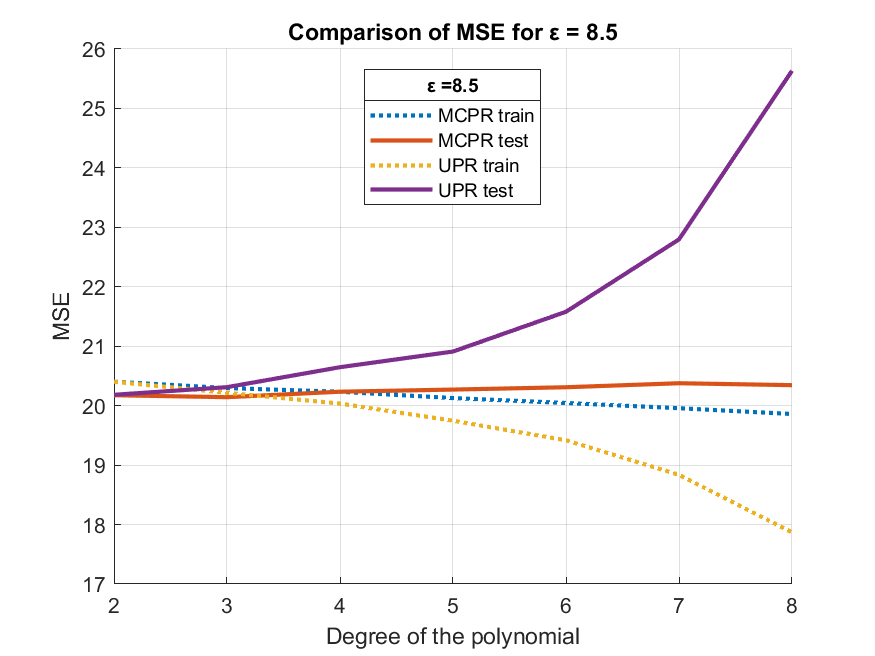 Comparison of MSE for ε = 8.5
26
25
24
23
22
21
20
19
18
17
MSE
ε =8.5
MCPR train
MCPR test
UPR train
UPR test
2 3 4 5 6 7 8
Degree of the polynomial